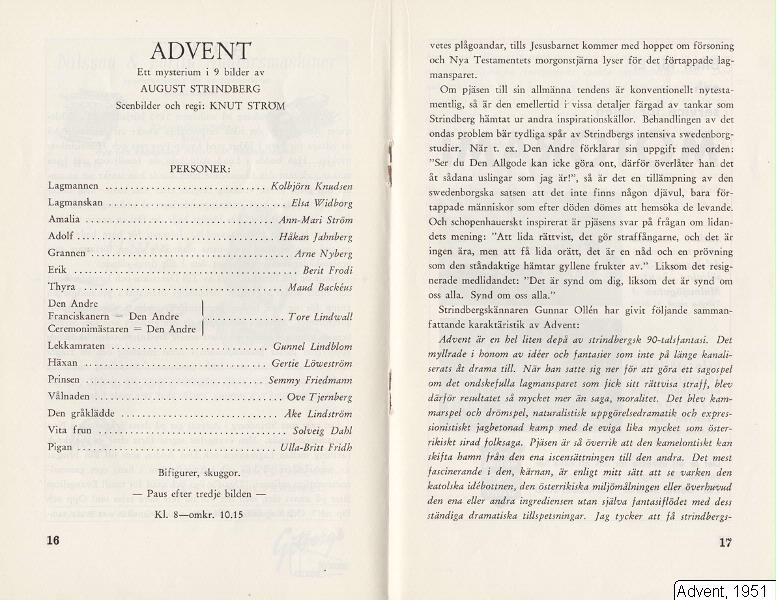 ADVENT
Ett mysterium i 9 bilder av
AUGUST STRINDBERG
Scenbilder och regi: KNUT STRÖM
PERSONER:
Lagmannen .............................. Kolbjörn Knudsen
Lagmanskan .............................. Elsa Widborg
Amalia .............................. Ann-Mari Ström
Adolf .............................. Håkan Jahnberg
Grannen .............................. Arne Nyberg
Erik .............................. Berit Frodi
Thyra .............................. Maud Backéus
Den Andre
Franciskanern = Den Andre .............. Tore Lindwall
Ceremonimästaren = Den Andre
Lekkamraten .............................. Gunnel Lindblom
Häxan .............................. Gertie Löweström
Prinsen .............................. Semmy Friedmann
Vålnaden .............................. Ove Tjernberg
Den gråklädde .............................. Åke Lindström
Vita frun .............................. Solveig Dahl
Pigan .............................. Ulla-Britt Fridh
Bifigurer, skuggor.
— Paus efter tredje bilden —
Kl. 8—omkr. 10.15
16
vetes plågoandar, tills Jesusbarnet kommer med hoppet om försoning
och Nya Testamentets morgonstjärna lyser för det förtappade lag-
mansparet.
Om pjäsen till sin allmänna tendens är konventionellt nytesta-
mentlig, så är den emellertid i vissa detaljer färgad av tankar som
Strindberg hämtat ur andra inspirationskällor. Behandlingen av det
ondas problem bär tydliga spår av Strindbergs intensiva swedenborg-
studier. När t. ex. Den Andre förklarar sin uppgift med orden:
"Ser du Den Allgode kan icke göra ont, därför överlåter han det
åt sådana uslingar som jag är!", så är det en tillämpning av den
swedenborgska satsen att det inte finns någon djävul, bara för-
tappade människor som efter döden dömes att hemsöka de levande.
Och schopenhauerskt inspirerat är pjäsens svar på frågan om lidan-
dets mening: "Att lida rättvist, det gör straffångarne, och det är
ingen ära, men att få lida orätt, det är en nåd och en prövning
som den ståndaktige hämtar gyllene frukter av." Liksom det resig-
nerade medlidandet: "Det är synd om dig, liksom det är synd om
oss alla. Synd om oss alla."
Strindbergskännaren Gunnar Ollén har givit följande samman-
fattande karaktäristik av Advent:
Advent är en hel liten depå av strindbergsk 90-talsfantasi. Det
myllrade i honom av idéer och fantasier som inte på länge kanali-
serats åt drama till. När han satte sig ner för att göra ett sagospel
om det ondskefulla lagmansparet som fick sitt rättvisa straff, blev
därför resultatet så mycket mer än saga, moralitet. Det blev kam-
marspel och drömspel, naturalistisk uppgörelsedramatik och expres-
sionistiskt jagbetonad kamp med de eviga lika mycket som öster-
rikiskt sirad folksaga. Pjäsen är så överrik att den kamelontiskt kan
skifta hamn från den ena iscensättningen till den andra. Det mest
fascinerande i den, kärnan, är enligt mitt sätt att se varken den
katolska idébottnen, den österrikiska miljömålningen eller överhuvud
den ena eller andra ingrediensen utan själva fantasiflödet med dess
ständiga dramatiska tillspetsningar. Jag tycker att få strindbergs-
17
Advent, 1951